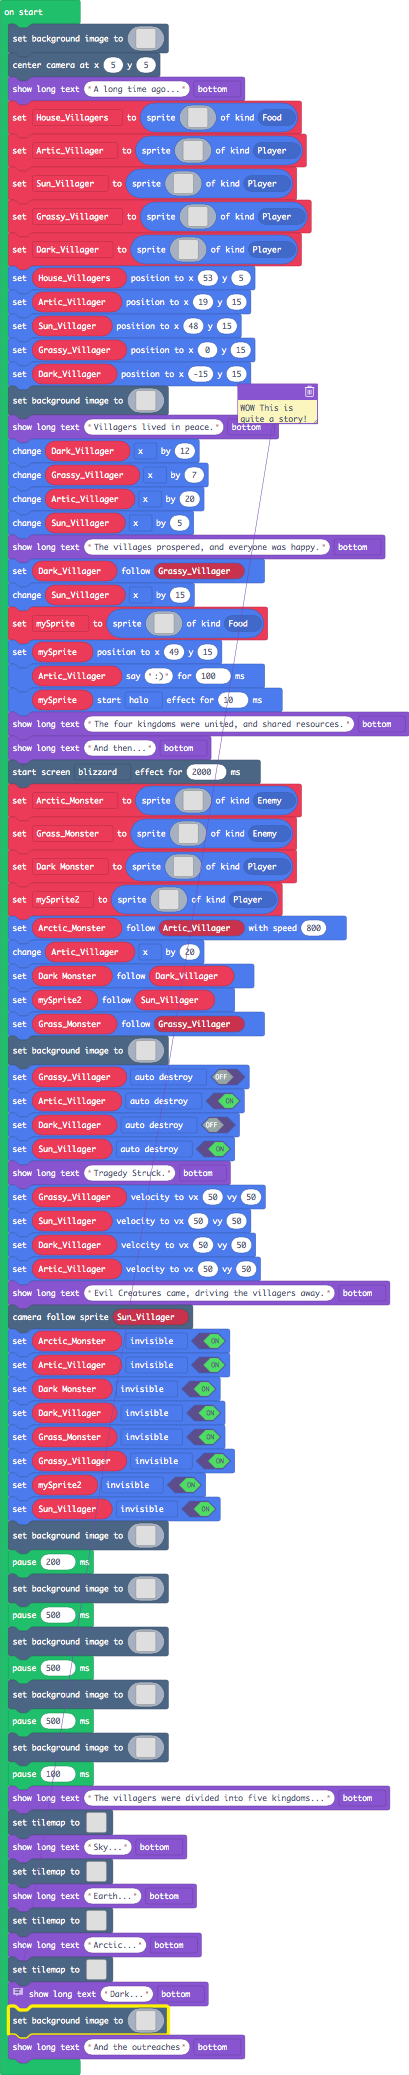 on start
set background image to
center camera at x 5 y 5
show long text "A long time ago..." bottom
set House_Villagers to sprite of kind Food
set Artic_Villager to sprite of kind Player
set Sun_Villager to sprite of kind Player
set Grassy_Villager to sprite of kind Player
set Dark_Villager to sprite of kind Player
set House_Villagers position to x 53 y 5
set Artic_Villager position to x 19 y 15
set Sun_Villager position to x 48 y 15
set Grassy_Villager position to x 0 y 15
set Dark_Villager position to x -15 y 15
set background image to
WOW This is
quite a story!
show long text "Villagers lived in peace." bottom
change Dark_Villager x by 12
change Grassy_Villager x by 7
change Artic_Villager x by 20
change Sun_Villager x by 5
show long text "The villages prospered, and everyone was happy." bottom
set Dark_Villager follow Grassy_Villager
change Sun_Villager x by 15
set mySprite to sprite of kind Food
set mySprite position to x 49 y 15
Artic_Villager say ":)" for 100 ms
mySprite start halo effect for 10 ms
show long text "The four kingdoms were united, and shared resources." bottom
show long text "And then..." bottom
start screen blizzard effect for 2000 ms
set Arctic_Monster to sprite of kind Enemy
set Grass_Monster to sprite of kind Enemy
set Dark Monster to sprite of kind Player
set mySprite2 to sprite of kind Player
set Arctic_Monster follow Artic_Villager with speed 800
change Artic_Villager x by 20
set Dark Monster follow Dark_Villager
set mySprite2 follow Sun_Villager
set Grass_Monster follow Grassy_Villager
set background image to
set Grassy_Villager auto destroy OFF
set Artic_Villager auto destroy ON
set Dark_Villager auto destroy OFF
set Sun_Villager auto destroy ON
show long text "Tragedy Struck." bottom
set Grassy_Villager velocity to vx 50 vy 50
set Sun_Villager velocity to vx 50 vy 50
set Dark_Villager velocity to vx 50 vy 50
set Artic_Villager velocity to vx 50 vy 50
show long text "Evil Creatures came, driving the villagers away." bottom
camera follow sprite Sun_Villager
set Arctic_Monster invisible ON
set Artic_Villager invisible ON
set Dark Monster invisible ON
set Dark_Villager invisible ON
set Grass_Monster invisible ON
set Grassy_Villager invisible ON
set mySprite2 invisible ON
set Sun_Villager invisible ON
set background image to
pause 200 ms
set background image to
pause 500 ms
set background image to
pause 500 ms
set background image to
pause 500 ms
set background image to
pause 100 ms
show long text "The villagers were divided into five kingdoms..." bottom
set tilemap to
show long text "Sky..." bottom
set tilemap to
show long text "Earth..." bottom
set tilemap to
show long text "Arctic..." bottom
set tilemap to
show long text "Dark..." bottom
set background image to
show long text "And the outreaches" bottom